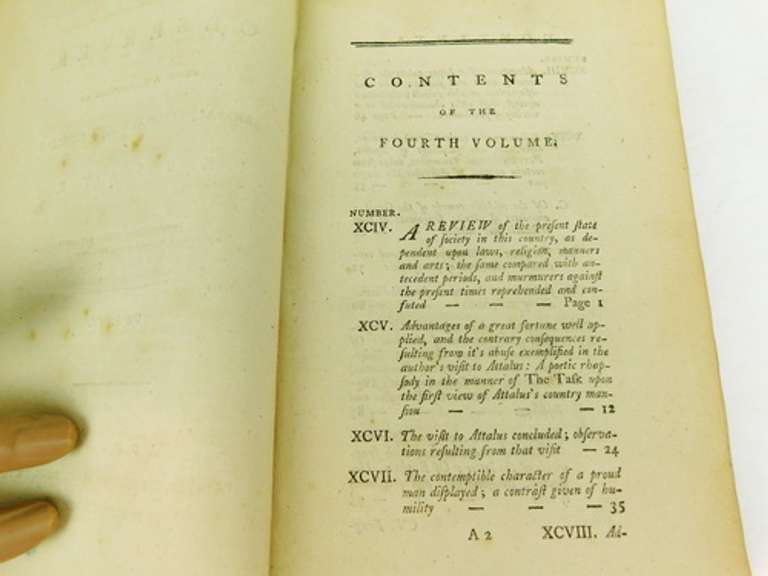 CONTENTS
OF THE
FOURTH VOLUME.
NUMBER.
XCIV. A REVIEW of the preſent ſtate
of ſociety in this country, as de-
pendent upon laws, religion, manners
and arts; the ſame compared with an-
tecedent periods, and murmurers againſt
the preſent times reprehended and con-
futed — — — Page 1
XCV. Advantages of a great fortune well ap-
plied, and the contrary conſequences re-
ſulting from it's abuſe exemplified in the
author's viſit to Attalus: A poetic rhap-
ſody in the manner of The Taſk upon
the firſt view of Attalus's country man-
ſion — — — 12
XCVI. The viſit to Attalus concluded; obſerva-
tions reſulting from that viſit — 24
XCVII. The contemptible character of a proud
man diſplayed; a contraſt given of hu-
mility — — — 35
A 2 XCVIII. Ad-